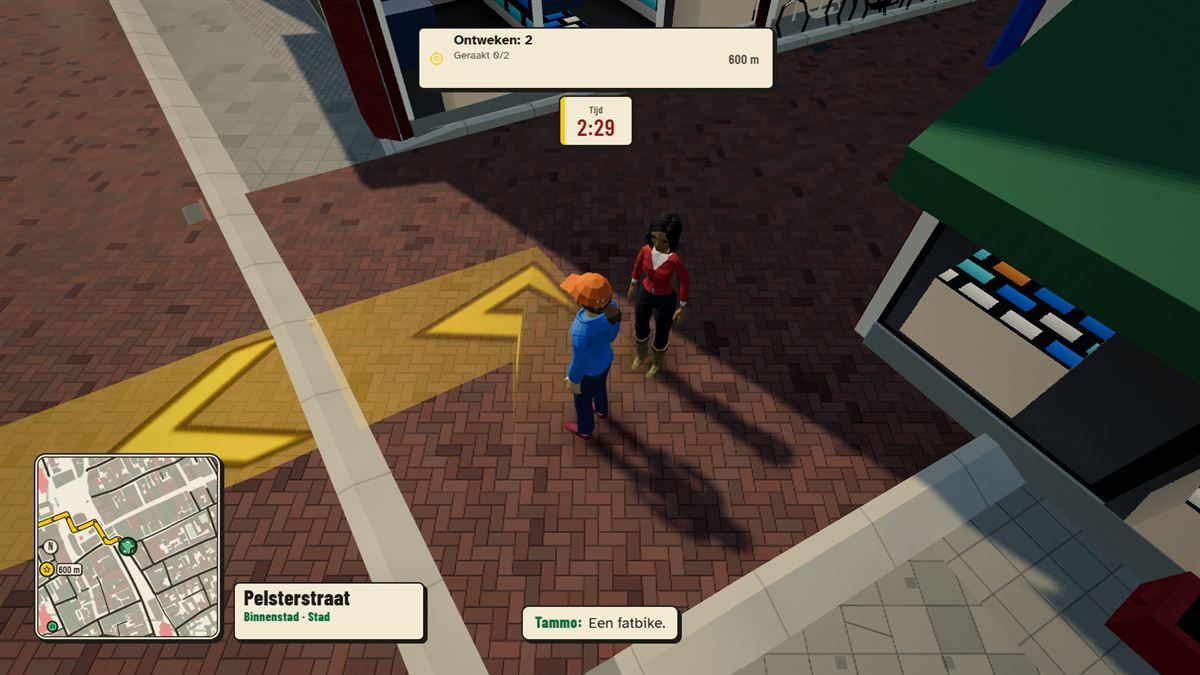 Ontweken: 2
Geraakt 0/2
600 m
Tijd
2:29
N
600 m
Pelsterstraat
Binnenstad · Stad
Tammo: Een fatbike.